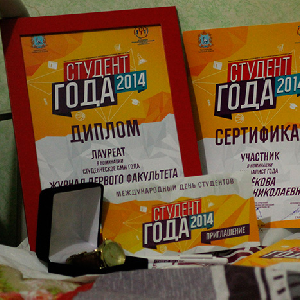 СТУДЕНТ
ГОДА 2014
ДИПЛОМ
ЛАУРЕАТ
ЖУРНАЛ ПЕРВОГО ФАКУЛЬТЕТА
МЕЖДУНАРОДНЫЙ ДЕНЬ СТУДЕНТОВ
СТУДЕНТ
ГОДА 2014
СЕРТИФИКА
УЧАСТНИК
НИКОЛАЕВН
СТУДЕНТ
ГОДА 2014
ПРИГЛАШЕНИЕ